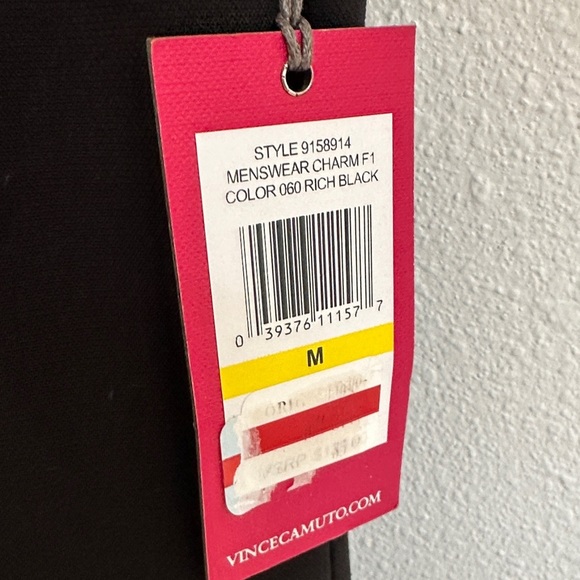 STYLE 9158914
MENSWEAR CHARM F1
COLOR 060 RICH BLACK
0 39376 11157 7
M
VINCECAMUTO.COM